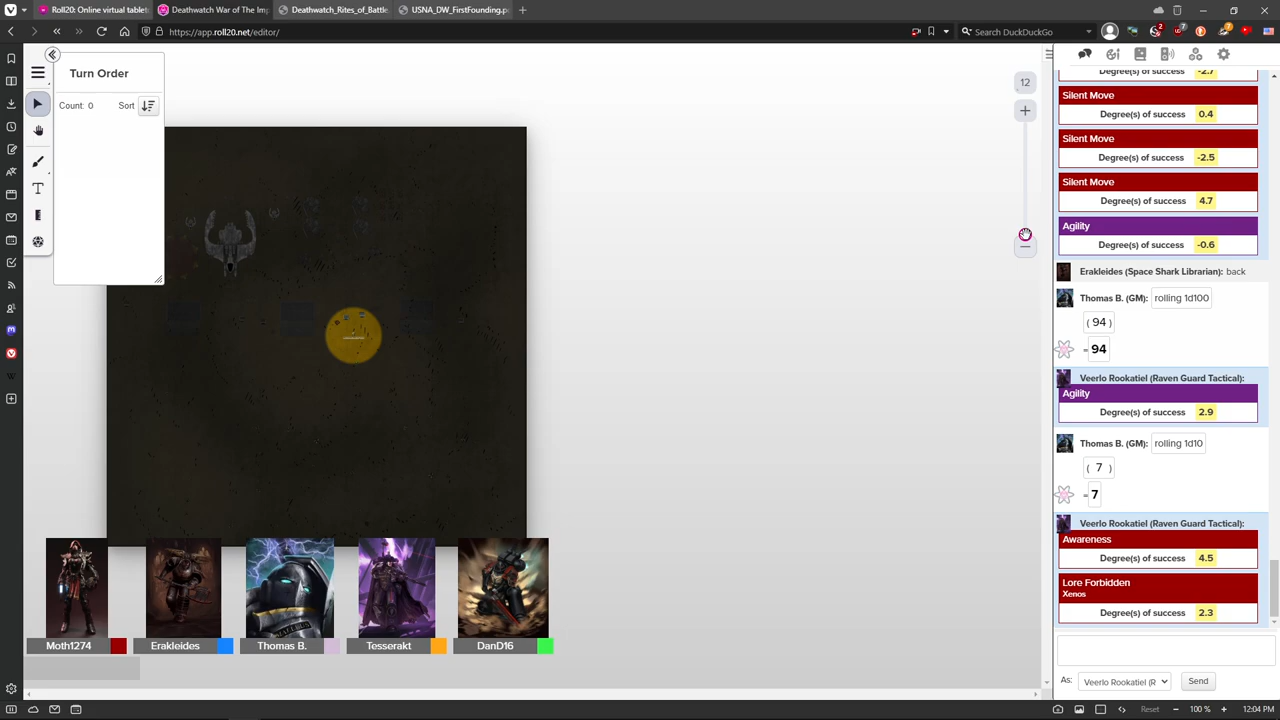 Roll20: Online virtual tablet
Deathwatch War of The Imp
Deathwatch_Rites_of_Battle.
USNA_DW_FirstFounding.p
https://app.roll20.net/editor/
Search DuckDuckGo
Turn Order
Count: 0 Sort
12
-2.7
Silent Move
Degree(s) of success 0.4
Silent Move
Degree(s) of success -2.5
Silent Move
Degree(s) of success 4.7
Agility
Degree(s) of success -0.6
Erakleides (Space Shark Librarian): back
Thomas B. (GM): rolling 1d100
( 94 )
= 94
Veerlo Rookatiel (Raven Guard Tactical):
Agility
Degree(s) of success 2.9
Thomas B. (GM): rolling 1d10
( 7 )
= 7
Veerlo Rookatiel (Raven Guard Tactical):
Awareness
Degree(s) of success 4.5
Lore Forbidden
Xenos
Degree(s) of success 2.3
Moth1274
Erakleides
Thomas B.
Tesserakt
DanD16
As: Veerlo Rookatiel (R Send
Reset 100 % 12:04 PM